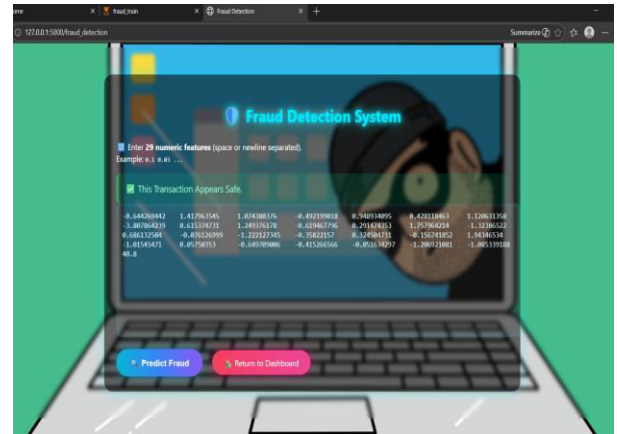 ome
fraud_train
Fraud Detection
127.0.0.1:5000/fraud_detection
Summarize
Fraud Detection System
Enter 29 numeric features (space or newline separated).
Example: 0.1 0.03 ...
This Transaction Appears Safe.
-0.644269442 1.417963545 1.074380376 -0.492199018 0.948934095 0.428118463 1.120631358
-3.807864239 0.615374731 1.249376178 -0.619467796 0.291474353 1.757964214 -1.32386522
0.686132504 -0.076126999 -1.222127345 -0.35822157 0.324504731 -0.156741852 1.94346534
-1.01545471 0.05750353 -0.649709006 -0.415266566 -0.051634297 -1.206921081 -1.085339188
40.8
Predict Fraud
Return to Dashboard